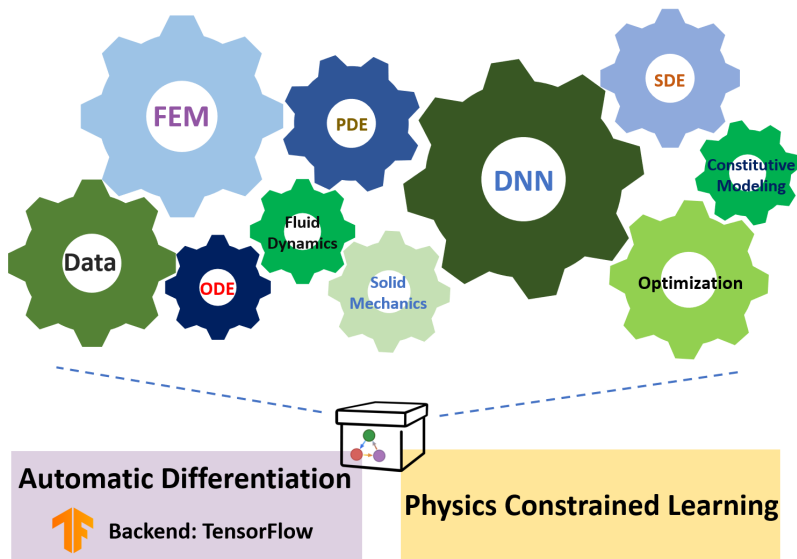 FEM
PDE
DNN
SDE
Constitutive
Modeling
Data
ODE
Fluid
Dynamics
Solid
Mechanics
Optimization
Automatic Differentiation
Backend: TensorFlow
Physics Constrained Learning